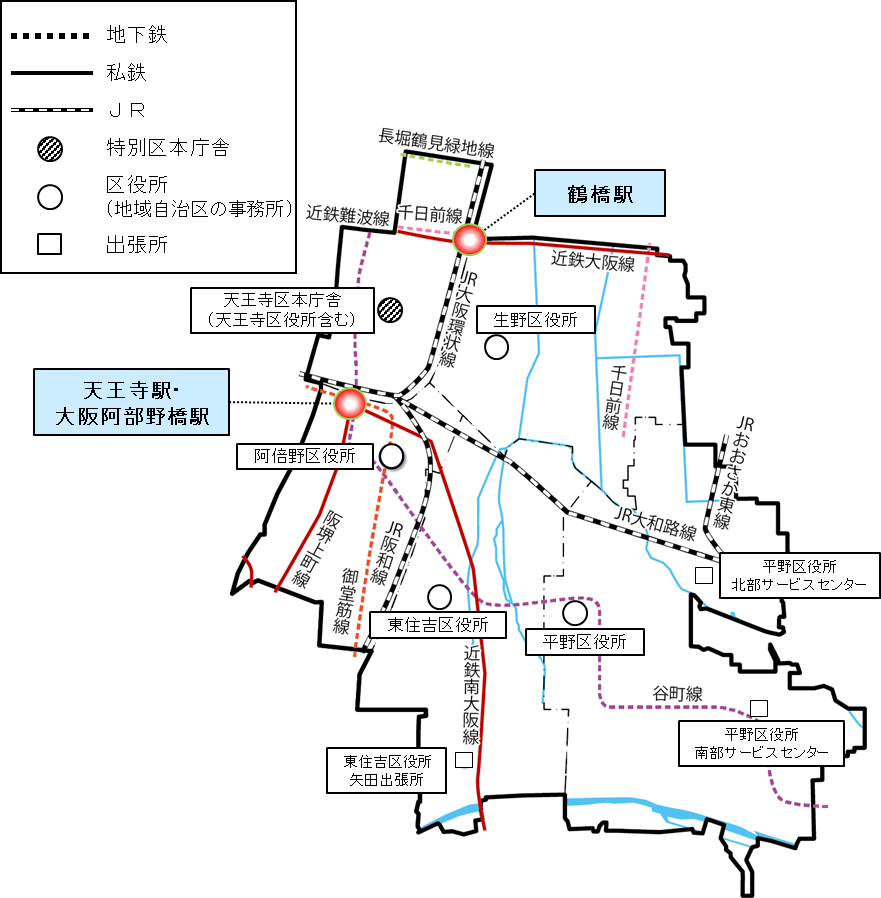 地下鉄
私鉄
ＪＲ
特別区本庁舎
区役所
（地域自治区の事務所）
出張所
長堀鶴見緑地線
鶴橋駅
近鉄難波線
千日前線
近鉄大阪線
JR大阪環状線
天王寺区本庁舎
（天王寺区役所含む）
生野区役所
千日前線
天王寺駅・
大阪阿部野橋駅
JRおおさか東線
阿倍野区役所
JR大和路線
阪堺上町線
御堂筋線
JR阪和線
平野区役所
北部サービスセンター
東住吉区役所
平野区役所
近鉄南大阪線
谷町線
平野区役所
南部サービスセンター
東住吉区役所
矢田出張所